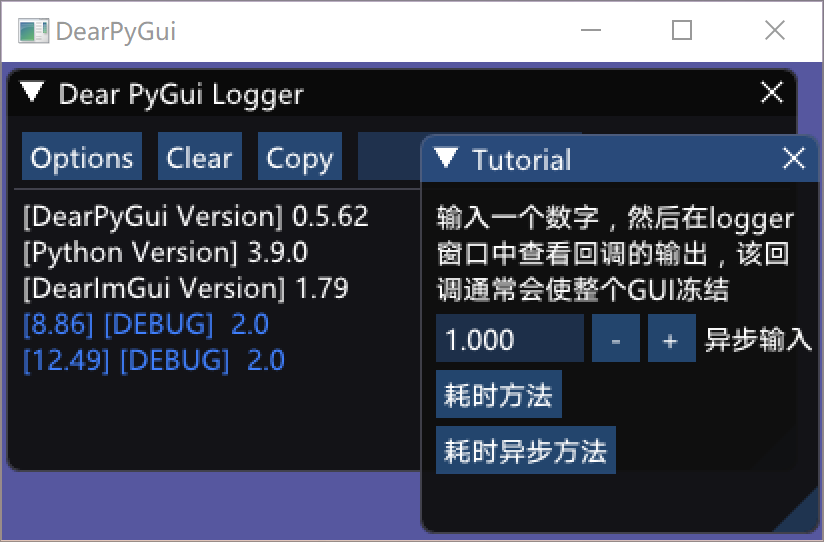 DearPyGui
Dear PyGui Logger
Options Clear Copy
[DearPyGui Version] 0.5.62
[Python Version] 3.9.0
[DearImGui Version] 1.79
[8.86] [DEBUG] 2.0
[12.49] [DEBUG] 2.0
Tutorial
输入一个数字，然后在logger
窗口中查看回调的输出，该回
调通常会使整个GUI冻结
1.000 - + 异步输入
耗时方法
耗时异步方法